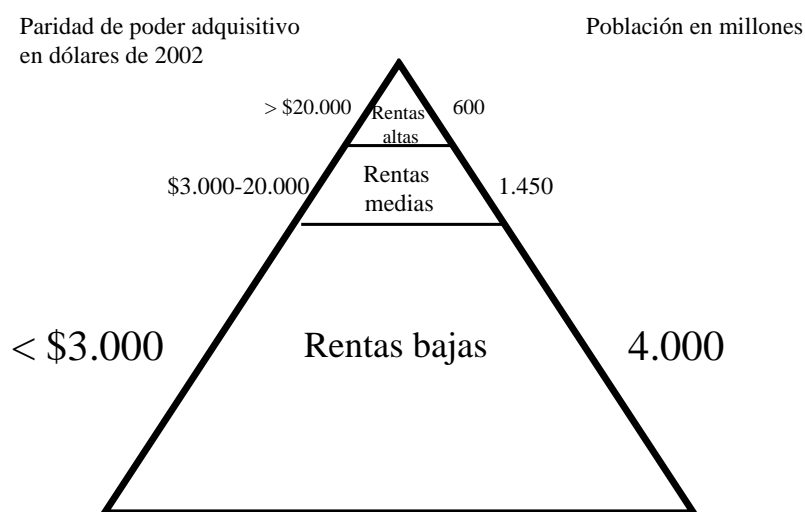 Paridad de poder adquisitivo
en dólares de 2002
Población en millones
> $20.000
Rentas
altas
600
$3.000-20.000
Rentas
medias
1.450
< $3.000
Rentas bajas
4.000